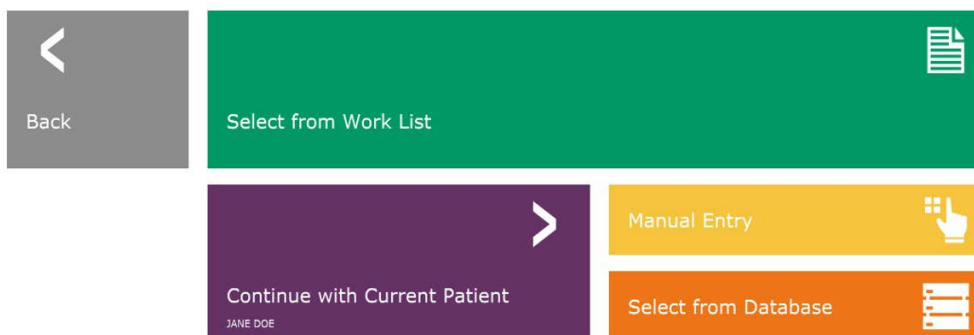 Back
Select from Work List
Continue with Current Patient
JANE DOE
Manual Entry
Select from Database